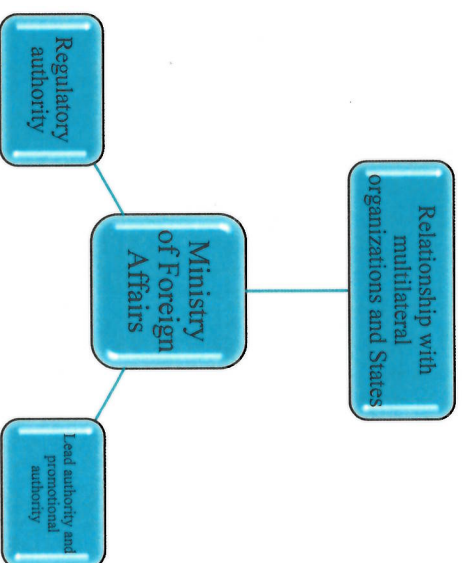 Relationship with
multilateral
organizations and States
Ministry
of Foreign
Affairs
Regulatory
authority
Lead authority and
promotional
authority